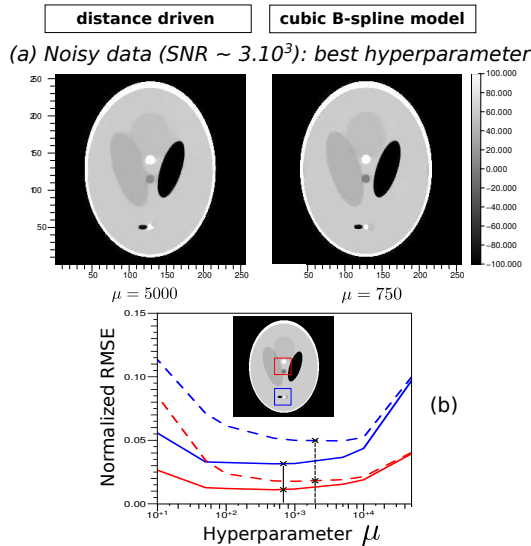 distance driven
cubic B-spline model
(a) Noisy data (SNR ~ 3.10³): best hyperparameter
250
200
150
100
50
50 100 150 200 250
50 100 150 200 250
100.000
80.000
60.000
40.000
20.000
0.000
−20.000
−40.000
−60.000
−80.000
−100.000
μ = 5000
μ = 750
0.15
0.10
0.05
0.00
Normalized RMSE
(b)
10⁺¹ 10⁺² 10⁺³ 10⁺⁴
Hyperparameter μ